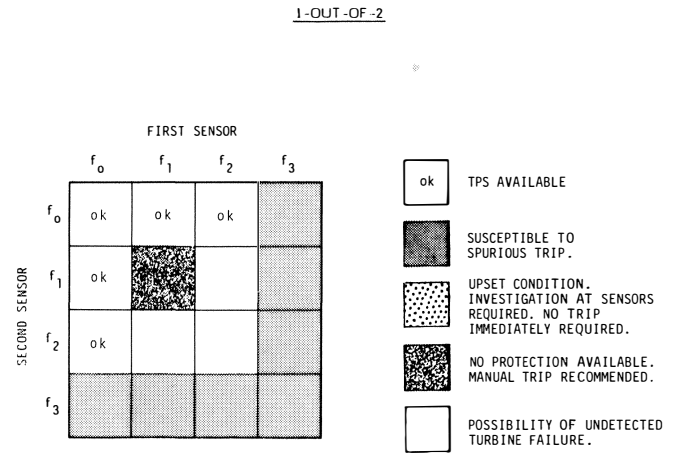 1-OUT-OF-2
FIRST SENSOR
f₀ f₁ f₂ f₃
SECOND SENSOR
f₀ ok ok ok
f₁ ok
f₂ ok
f₃
ok TPS AVAILABLE
SUSCEPTIBLE TO
SPURIOUS TRIP.
UPSET CONDITION.
INVESTIGATION AT SENSORS
REQUIRED. NO TRIP
IMMEDIATELY REQUIRED.
NO PROTECTION AVAILABLE.
MANUAL TRIP RECOMMENDED.
POSSIBILITY OF UNDETECTED
TURBINE FAILURE.